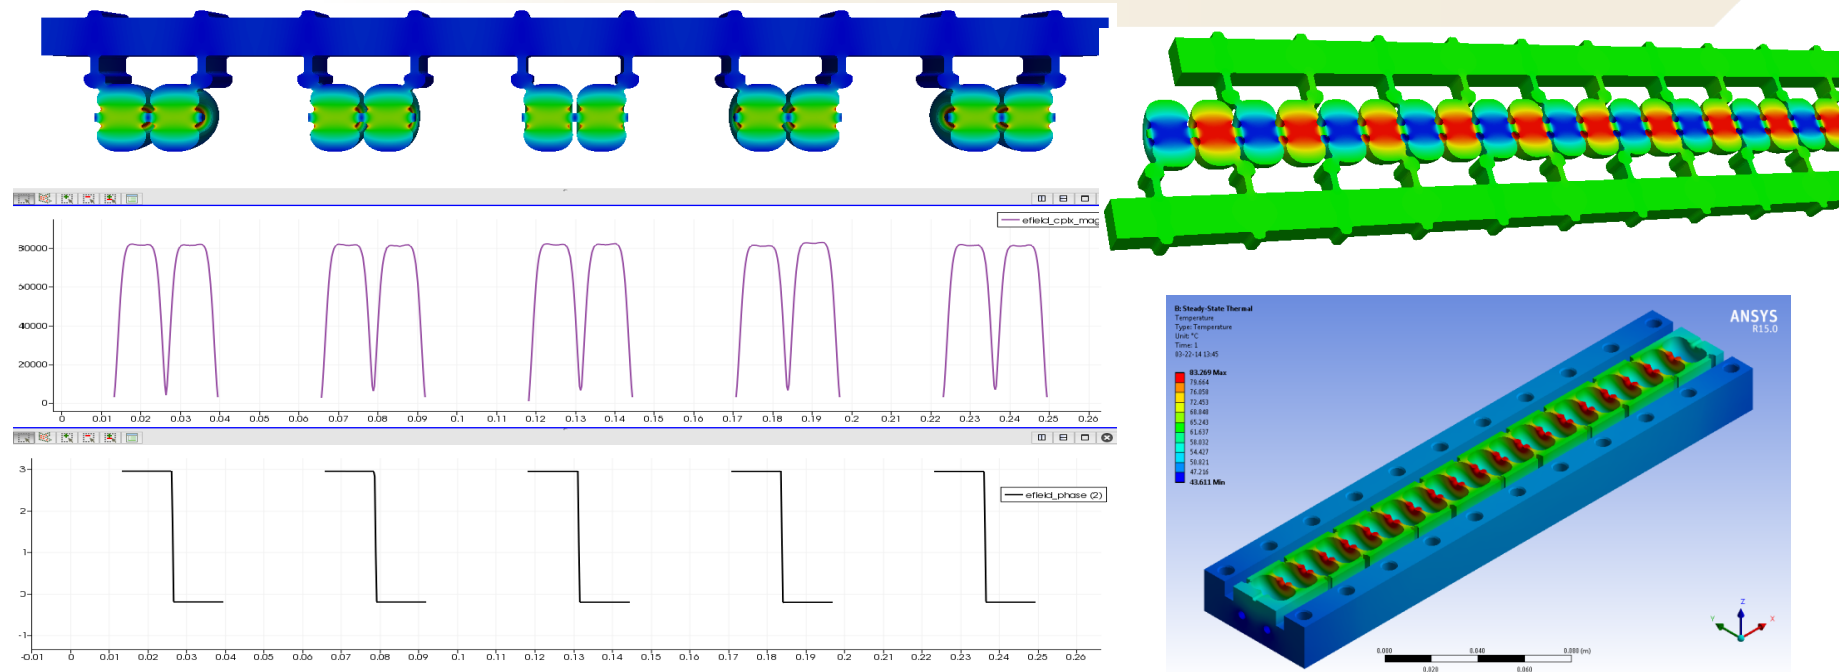 efield_cplx_mag
80000
60000
40000
20000
0
0 0.01 0.02 0.03 0.04 0.05 0.06 0.07 0.08 0.09 0.1 0.11 0.12 0.13 0.14 0.15 0.16 0.17 0.18 0.19 0.2 0.21 0.22 0.23 0.24 0.25 0.26
efield_phase (2)
3
2
1
0
-1
-0.01 0 0.01 0.02 0.03 0.04 0.05 0.06 0.07 0.08 0.09 0.1 0.11 0.12 0.13 0.14 0.15 0.16 0.17 0.18 0.19 0.2 0.21 0.22 0.23 0.24 0.25 0.26
B: Steady-State Thermal
Temperature
Type: Temperature
Unit: °C
Time: 1
03-22-14 13:45
83.269 Max
78.664
76.058
72.453
68.848
65.243
61.637
58.032
54.427
50.821
47.216
43.611 Min
ANSYS
R15.0
Z
Y
X
0.000 0.040 0.080 (m)
0.020 0.060